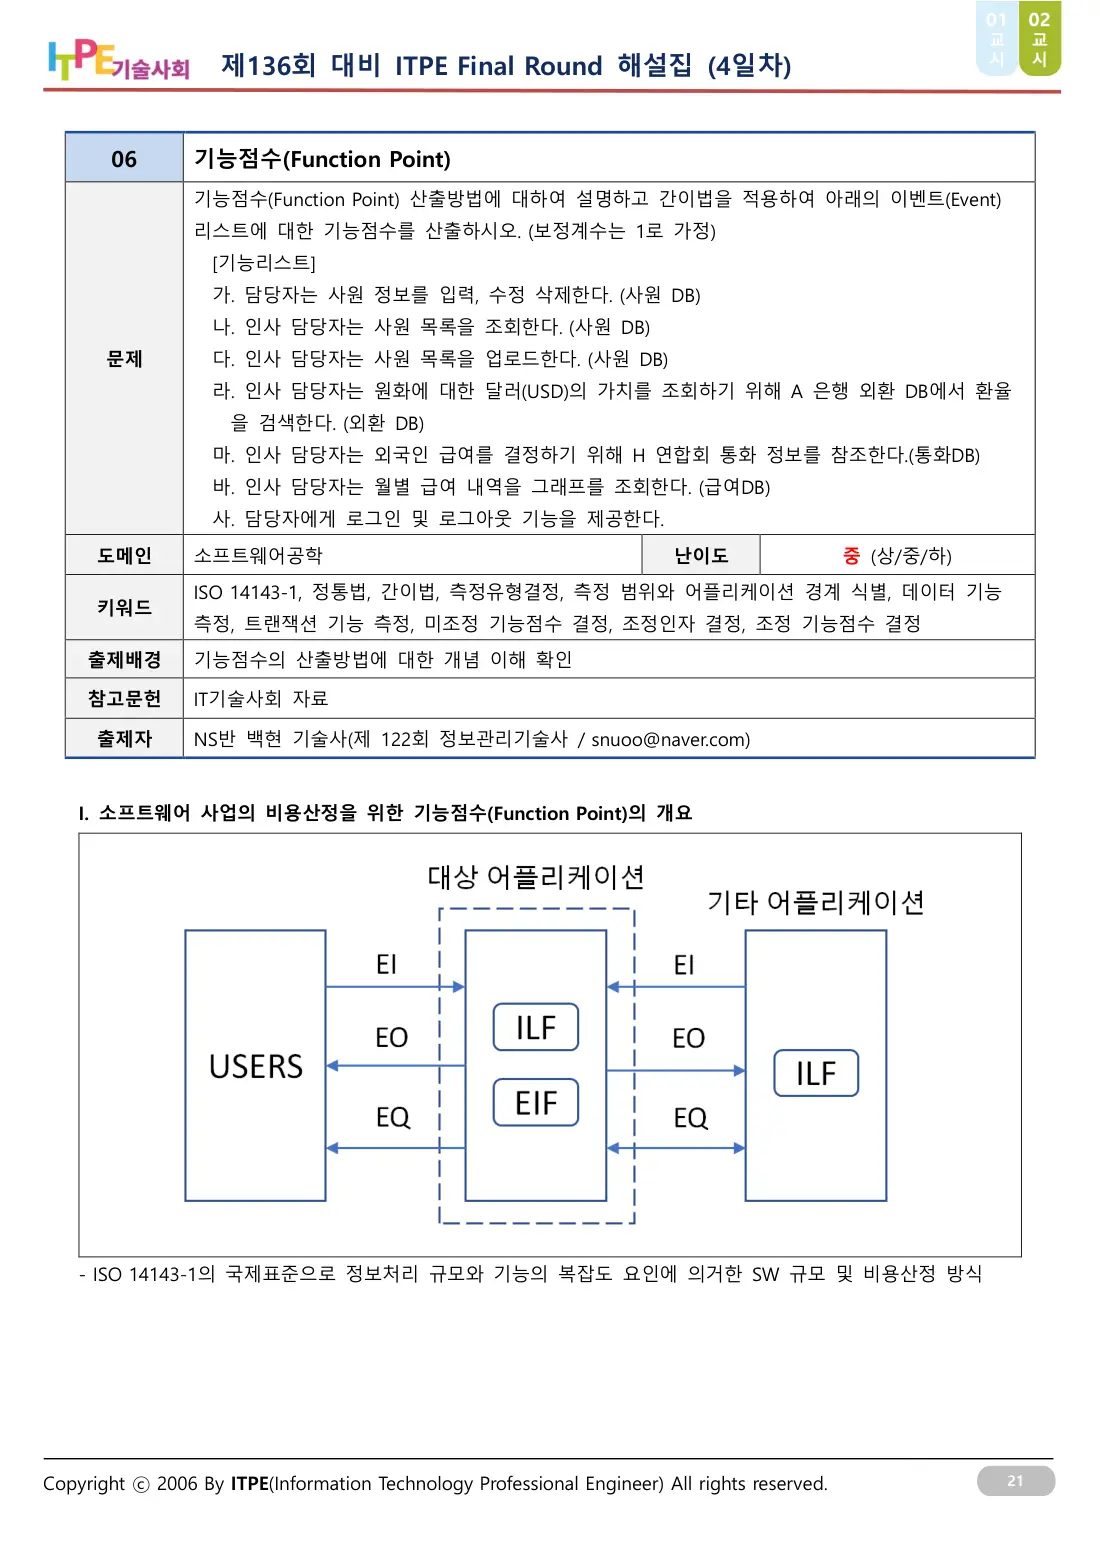 ITPE기술사회 제136회 대비 ITPE Final Round 해설집 (4일차)
01 교시
02 교시
06 기능점수(Function Point)
문제
기능점수(Function Point) 산출방법에 대하여 설명하고 간이법을 적용하여 아래의 이벤트(Event)
리스트에 대한 기능점수를 산출하시오. (보정계수는 1로 가정)
[기능리스트]
가. 담당자는 사원 정보를 입력, 수정 삭제한다. (사원 DB)
나. 인사 담당자는 사원 목록을 조회한다. (사원 DB)
다. 인사 담당자는 사원 목록을 업로드한다. (사원 DB)
라. 인사 담당자는 원화에 대한 달러(USD)의 가치를 조회하기 위해 A 은행 외환 DB에서 환율
을 검색한다. (외환 DB)
마. 인사 담당자는 외국인 급여를 결정하기 위해 H 연합회 통화 정보를 참조한다.(통화DB)
바. 인사 담당자는 월별 급여 내역을 그래프를 조회한다. (급여DB)
사. 담당자에게 로그인 및 로그아웃 기능을 제공한다.
도메인 소프트웨어공학 난이도 중 (상/중/하)
키워드
ISO 14143-1, 정통법, 간이법, 측정유형결정, 측정 범위와 어플리케이션 경계 식별, 데이터 기능
측정, 트랜잭션 기능 측정, 미조정 기능점수 결정, 조정인자 결정, 조정 기능점수 결정
출제배경 기능점수의 산출방법에 대한 개념 이해 확인
참고문헌 IT기술사회 자료
출제자 NS반 백현 기술사(제 122회 정보관리기술사 / snuoo@naver.com)
I. 소프트웨어 사업의 비용산정을 위한 기능점수(Function Point)의 개요
대상 어플리케이션
기타 어플리케이션
EI EI
ILF
EO EO
USERS ILF
EIF
EQ EQ
- ISO 14143-1의 국제표준으로 정보처리 규모와 기능의 복잡도 요인에 의거한 SW 규모 및 비용산정 방식
Copyright ⓒ 2006 By ITPE(Information Technology Professional Engineer) All rights reserved.
21